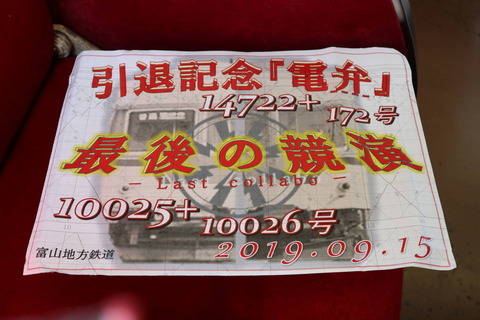 引退記念「電弁」
14722+
172号
最後の競演
— Last collabo —
10025+
10026号
富山地方鉄道
2019.09.15